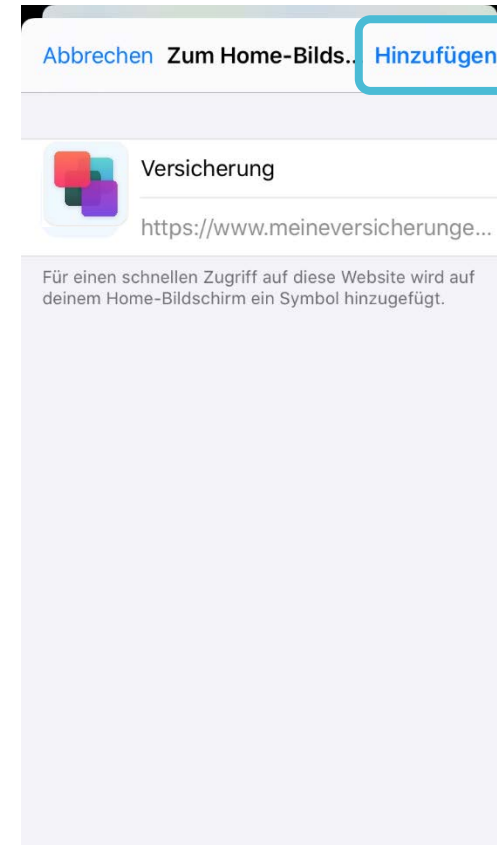 Abbrechen Zum Home-Bilds.. Hinzufügen
Versicherung
https://www.meineversicherunge...
Für einen schnellen Zugriff auf diese Website wird auf
deinem Home-Bildschirm ein Symbol hinzugefügt.